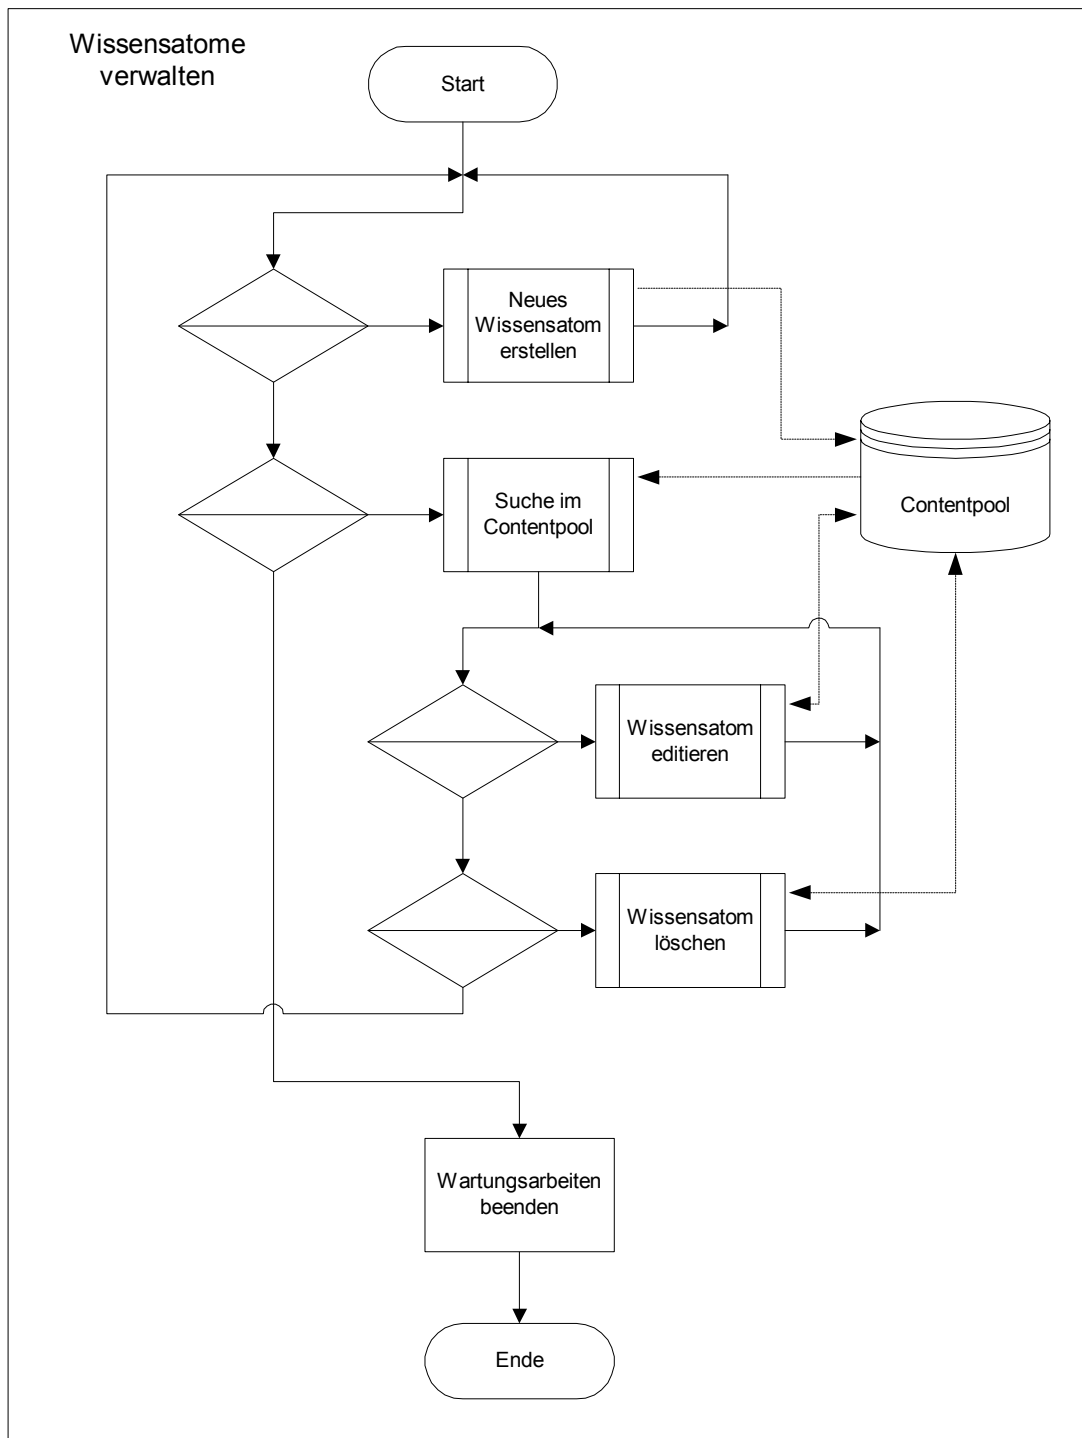 Wissensatome
verwalten
Start
Neues
Wissensatom
erstellen
Suche im
Contentpool
Contentpool
Wissensatom
editieren
Wissensatom
löschen
Wartungsarbeiten
beenden
Ende